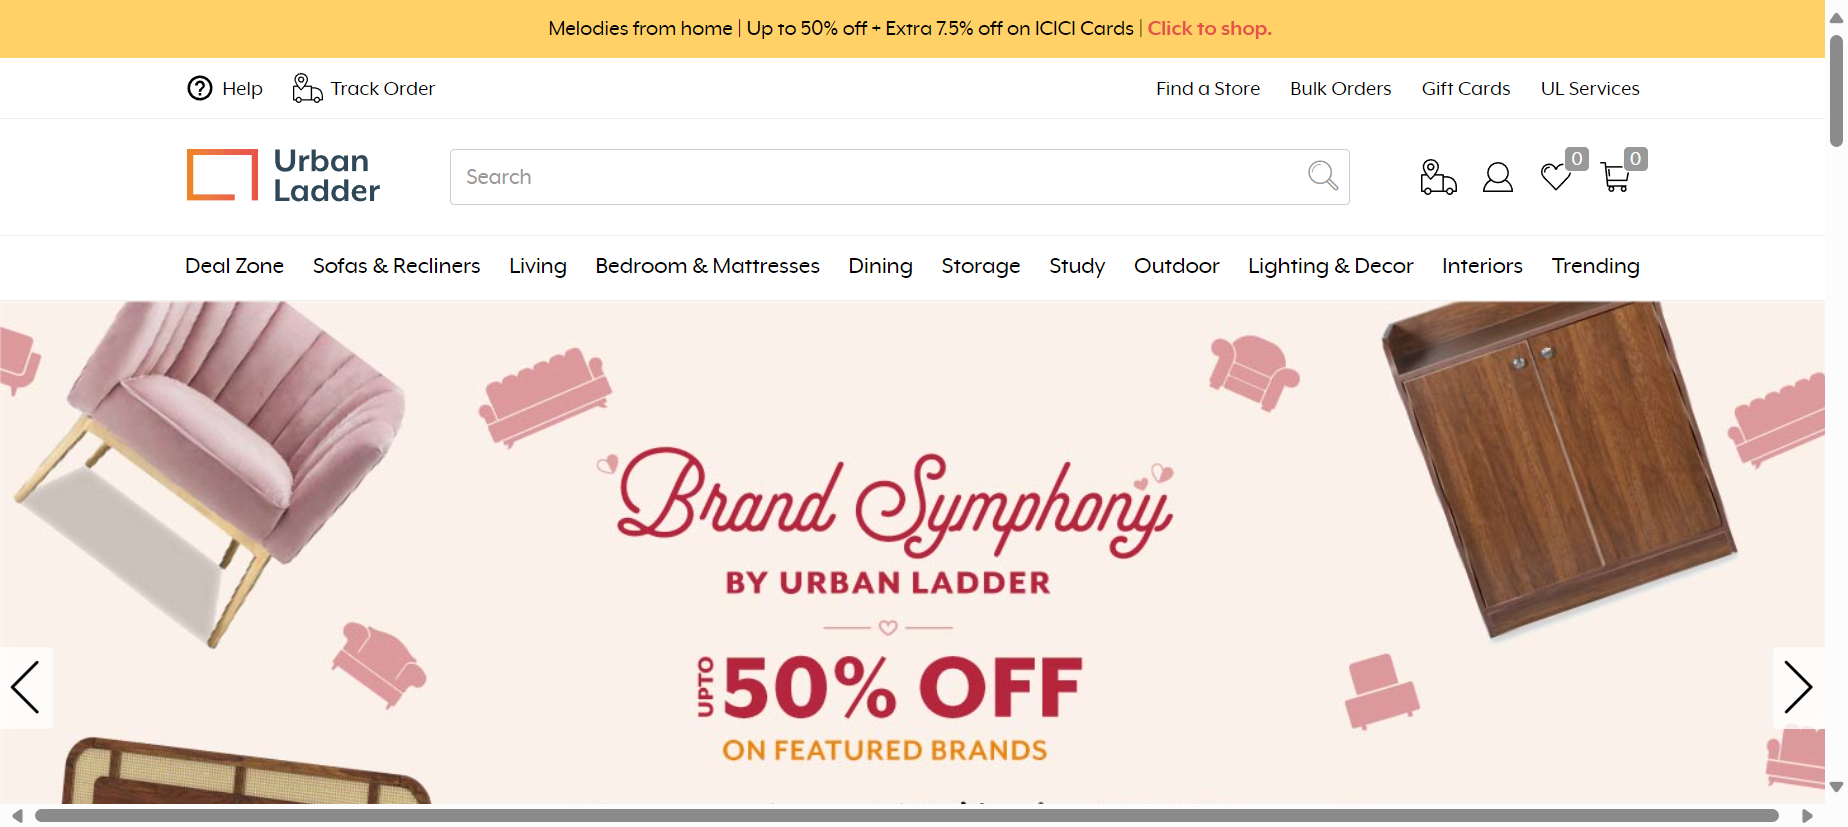 Melodies from home | Up to 50% off + Extra 7.5% off on ICICI Cards | Click to shop.
Help Track Order Find a Store Bulk Orders Gift Cards UL Services
Urban
Ladder
Search
0 0
Deal Zone Sofas & Recliners Living Bedroom & Mattresses Dining Storage Study Outdoor Lighting & Decor Interiors Trending
Brand Symphony
BY URBAN LADDER
UPTO 50% OFF
ON FEATURED BRANDS